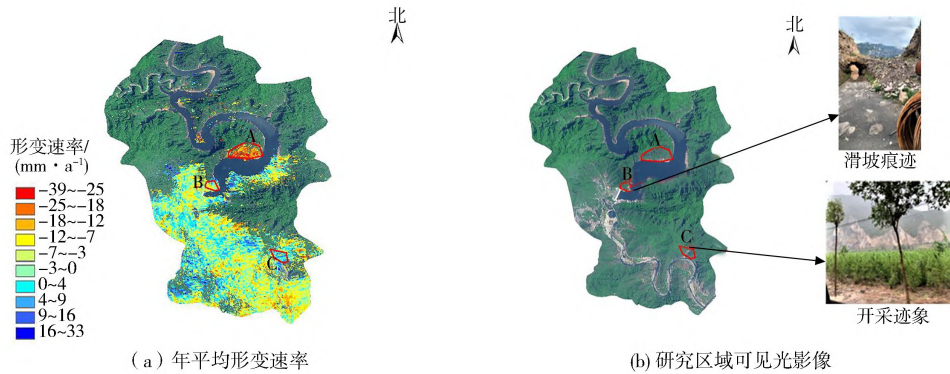 北
A
B
C
形变速率/
(mm·a⁻¹)
-39~-25
-25~-18
-18~-12
-12~-7
-7~-3
-3~0
0~4
4~9
9~16
16~33
(a) 年平均形变速率
北
A
B
C
滑坡痕迹
开采迹象
(b) 研究区域可见光影像